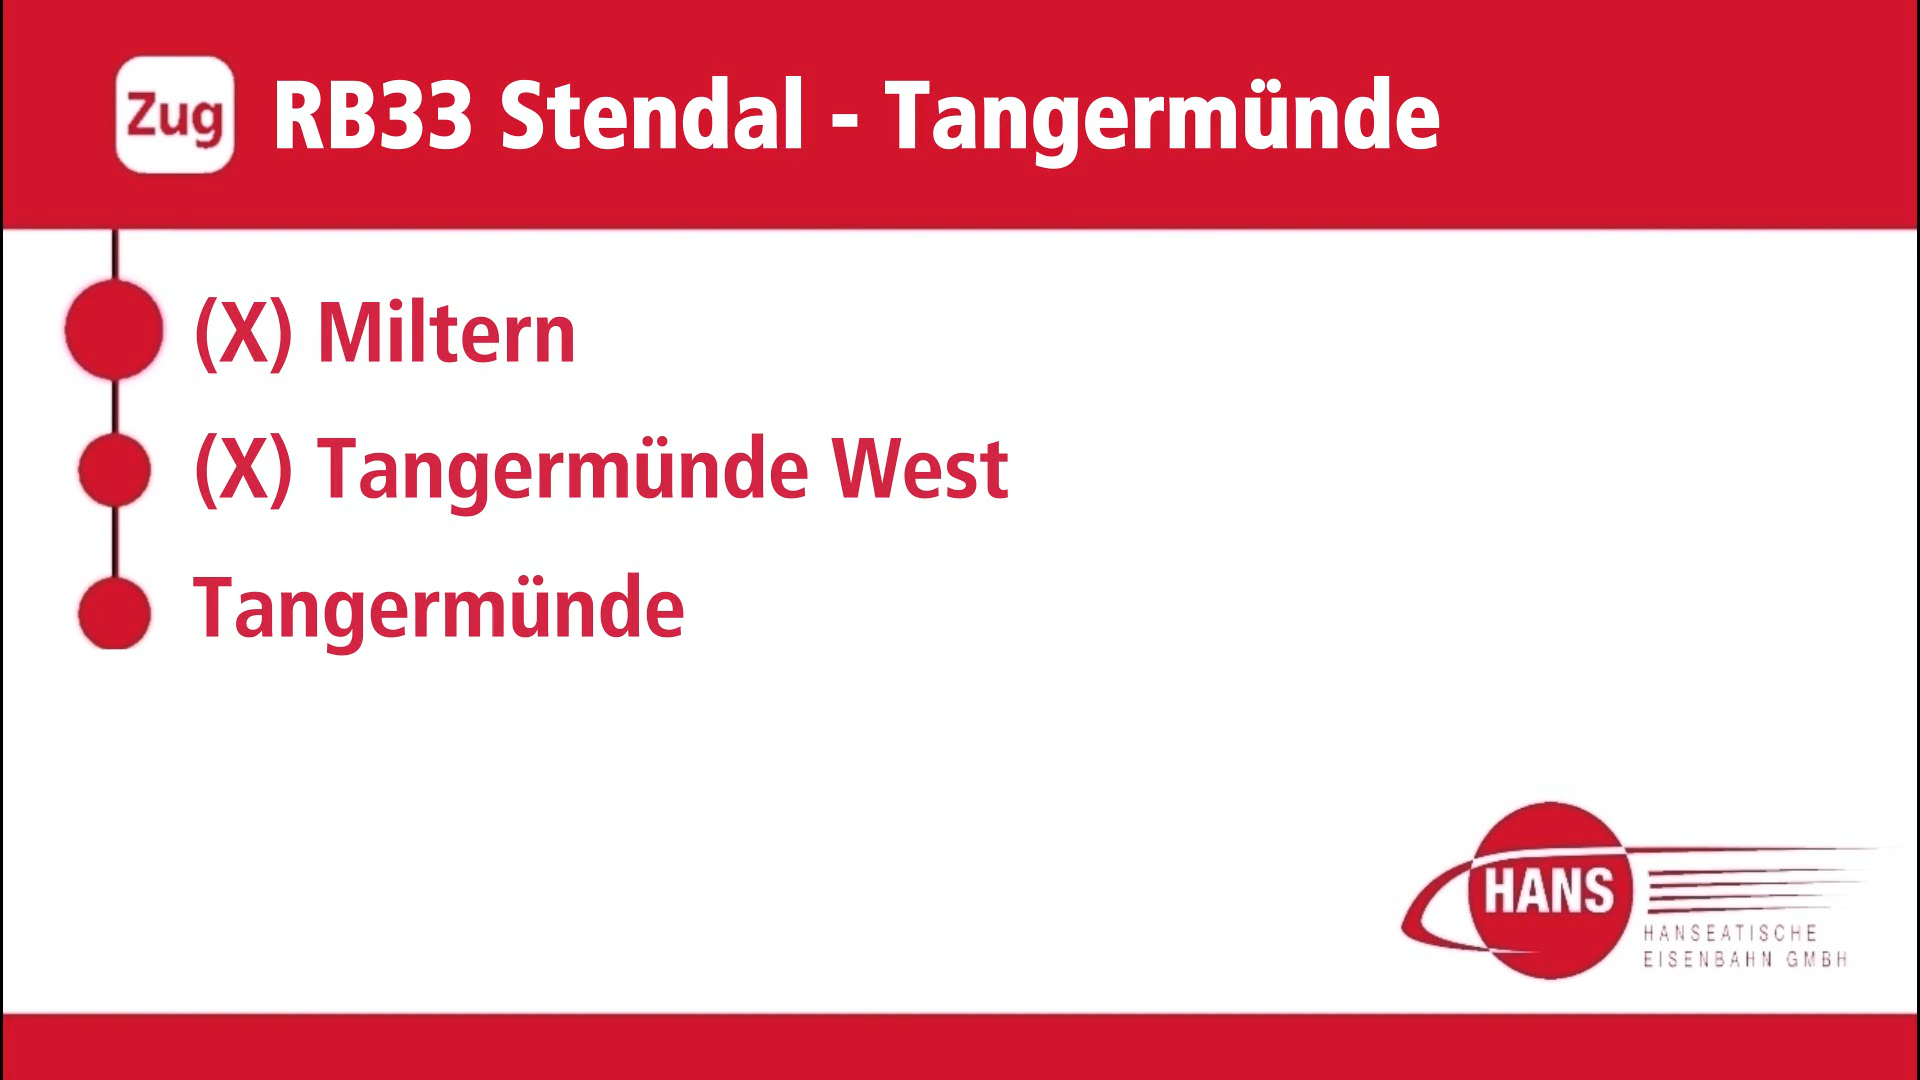 Zug RB33 Stendal - Tangermünde
(X) Miltern
(X) Tangermünde West
Tangermünde
HANS
HANSEATISCHE
EISENBAHN GMBH